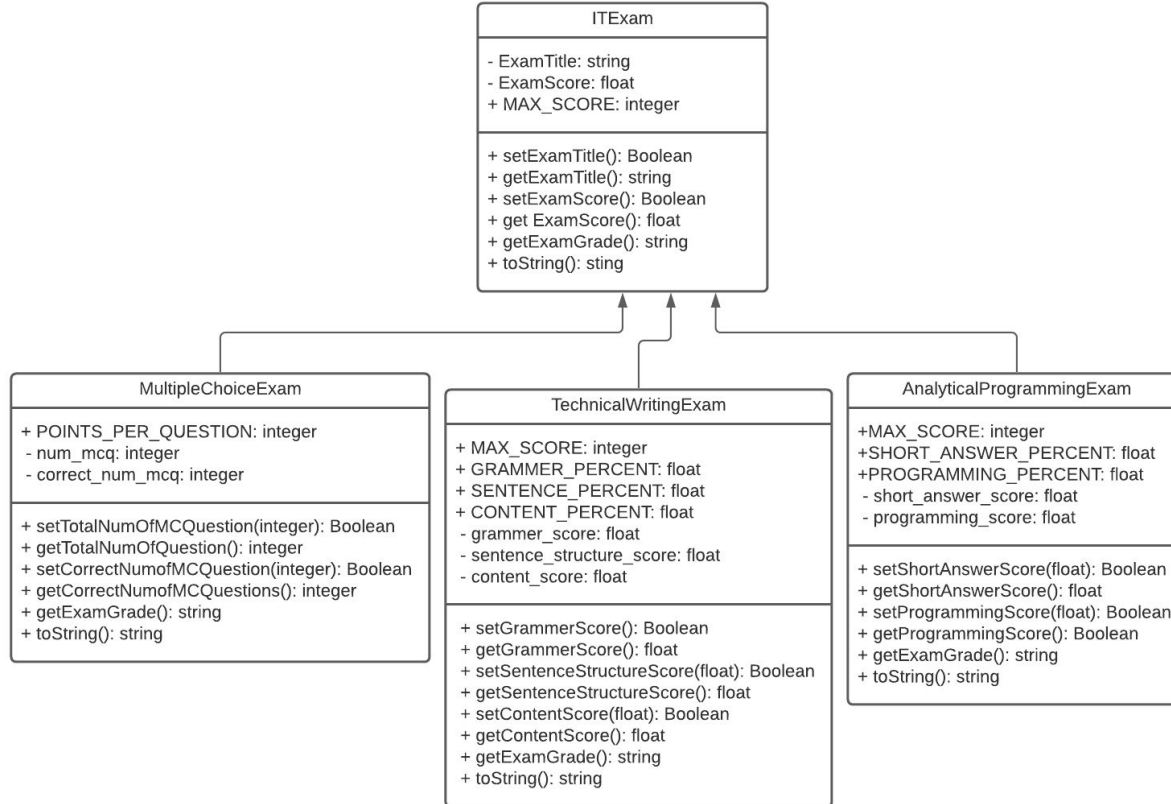 ITExam
- ExamTitle: string
- ExamScore: float
+ MAX_SCORE: integer
+ setExamTitle(): Boolean
+ getExamTitle(): string
+ setExamScore(): Boolean
+ get ExamScore(): float
+ getExamGrade(): string
+ toString(): sting
MultipleChoiceExam
+ POINTS_PER_QUESTION: integer
- num_mcq: integer
- correct_num_mcq: integer
+ setTotalNumOfMCQuestion(integer): Boolean
+ getTotalNumOfQuestion(): integer
+ setCorrectNumofMCQuestion(integer): Boolean
+ getCorrectNumofMCQuestions(): integer
+ getExamGrade(): string
+ toString(): string
TechnicalWritingExam
+ MAX_SCORE: integer
+ GRAMMER_PERCENT: float
+ SENTENCE_PERCENT: float
+ CONTENT_PERCENT: float
- grammer_score: float
- sentence_structure_score: float
- content_score: float
+ setGrammerScore(): Boolean
+ getGrammerScore(): float
+ setSentenceStructureScore(float): Boolean
+ getSentenceStructureScore(): float
+ setContentScore(float): Boolean
+ getContentScore(): float
+ getExamGrade(): string
+ toString(): string
AnalyticalProgrammingExam
+MAX_SCORE: integer
+SHORT_ANSWER_PERCENT: float
+PROGRAMMING_PERCENT: float
- short_answer_score: float
- programming_score: float
+ setShortAnswerScore(float): Boolean
+ getShortAnswerScore(): float
+ setProgrammingScore(float): Boolean
+ getProgrammingScore(): Boolean
+ getExamGrade(): string
+ toString(): string